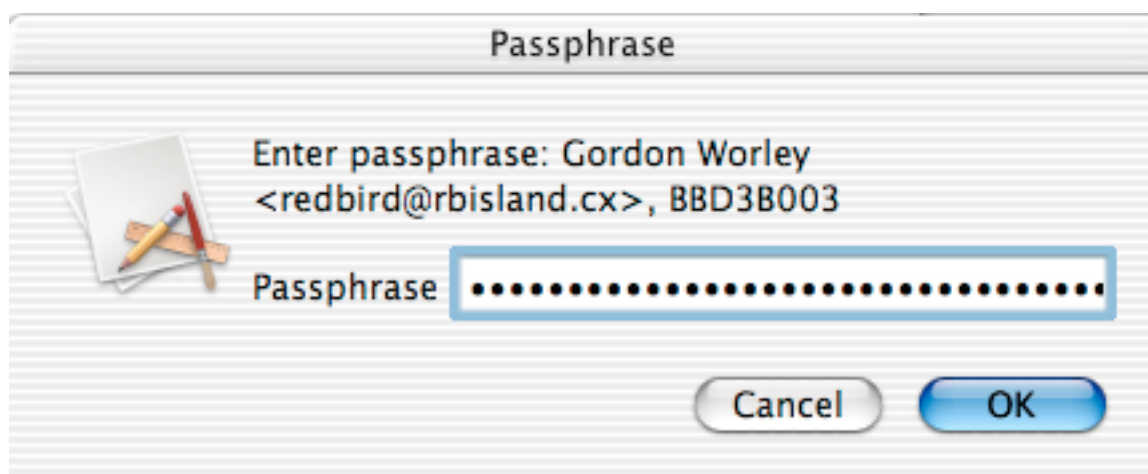 Passphrase
Enter passphrase: Gordon Worley
<redbird@rbisland.cx>, BBD3B003
Passphrase •••••••••••••••••••••••••••••••••
Cancel OK